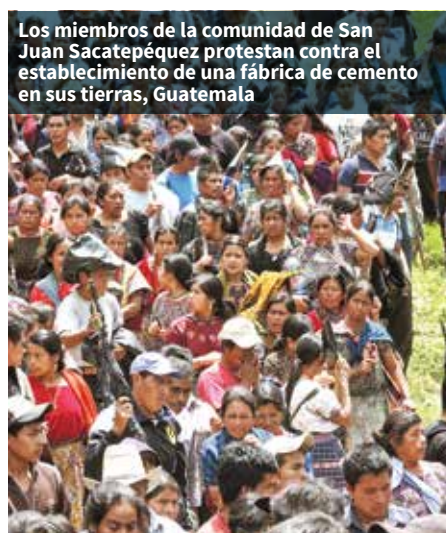 Los miembros de la comunidad de San
Juan Sacatepéquez protestan contra el
establecimiento de una fábrica de cemento
en sus tierras, Guatemala